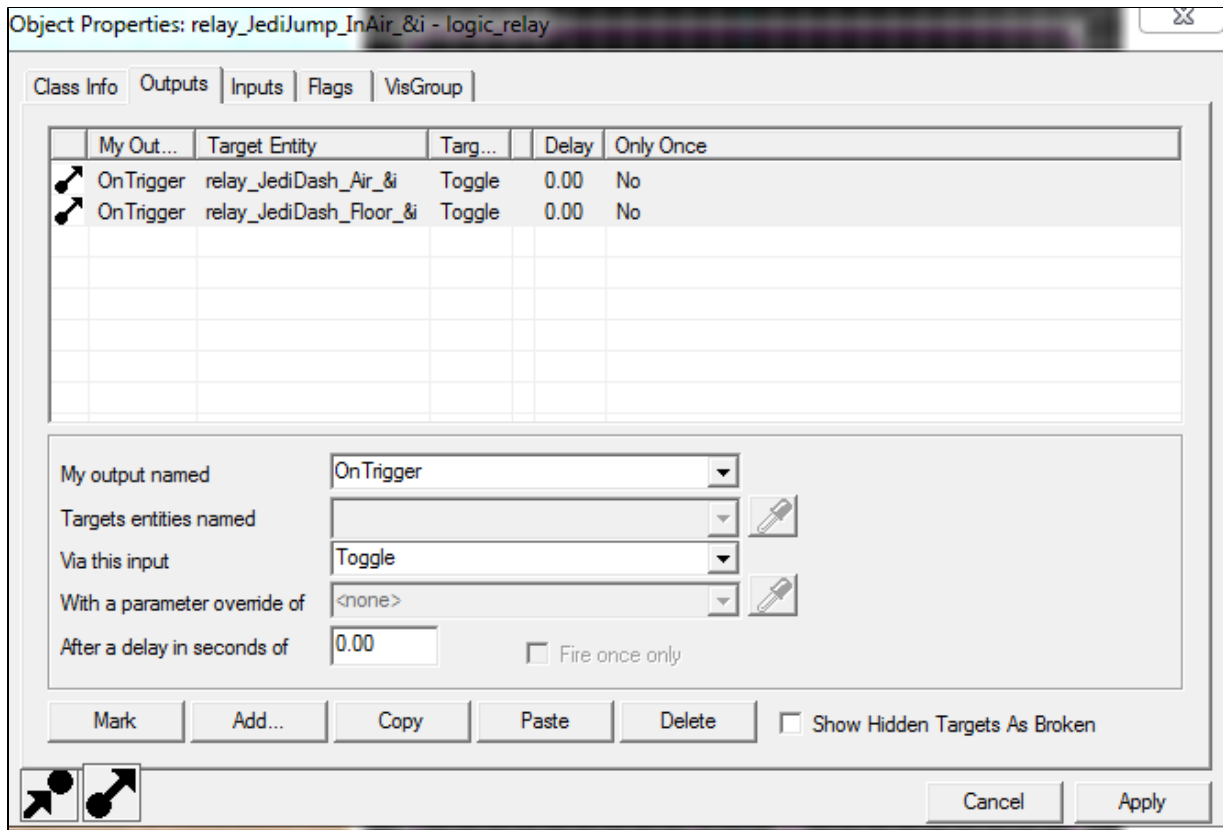 Object Properties: relay_JediJump_InAir_&i - logic_relay
Class Info Outputs Inputs Flags VisGroup
My Out... Target Entity Targ... Delay Only Once
OnTrigger relay_JediDash_Air_&i Toggle 0.00 No
OnTrigger relay_JediDash_Floor_&i Toggle 0.00 No
My output named OnTrigger
Targets entities named
Via this input Toggle
With a parameter override of <none>
After a delay in seconds of 0.00 Fire once only
Mark Add... Copy Paste Delete Show Hidden Targets As Broken
Cancel Apply